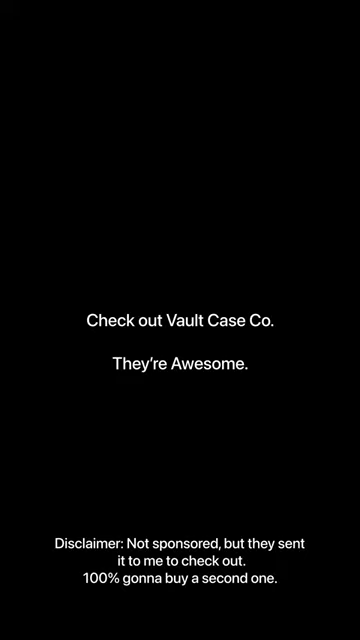 Check out Vault Case Co.
They’re Awesome.
Disclaimer: Not sponsored, but they sent
it to me to check out.
100% gonna buy a second one.